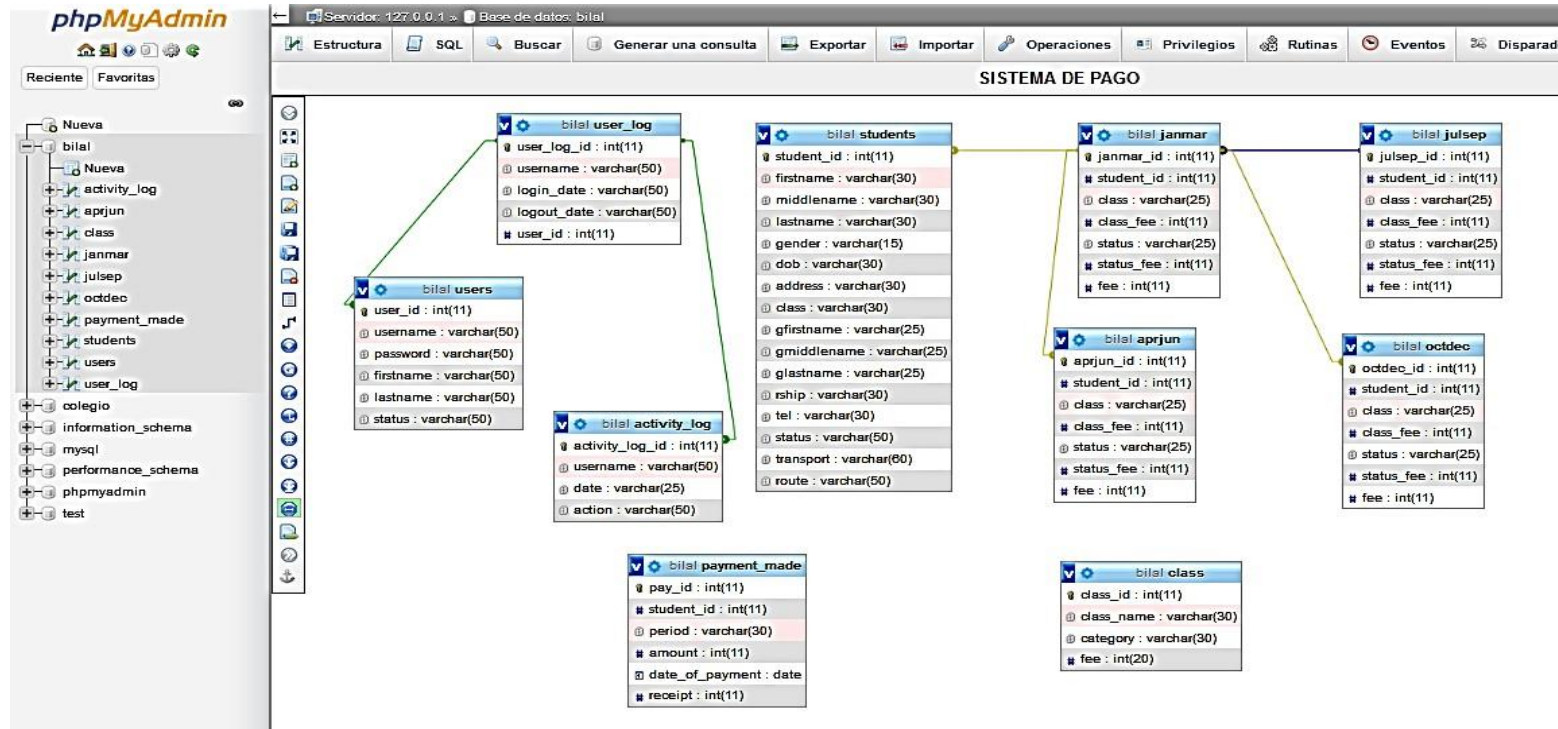 phpMyAdmin
Reciente Favoritas
Nueva
bilal
Nueva
activity_log
aprjun
class
janmar
julsep
octdec
payment_made
students
users
user_log
colegio
information_schema
mysql
performance_schema
phpmyadmin
test
Servidor: 127.0.0.1 » Base de datos: bilal
Estructura SQL Buscar Generar una consulta Exportar Importar Operaciones Privilegios Rutinas Eventos Disparad
SISTEMA DE PAGO
bilal user_log
user_log_id : int(11)
username : varchar(50)
login_date : varchar(50)
logout_date : varchar(50)
user_id : int(11)
bilal users
user_id : int(11)
username : varchar(50)
password : varchar(50)
firstname : varchar(50)
lastname : varchar(50)
status : varchar(50)
bilal activity_log
activity_log_id : int(11)
username : varchar(50)
date : varchar(25)
action : varchar(50)
bilal students
student_id : int(11)
firstname : varchar(30)
middlename : varchar(30)
lastname : varchar(30)
gender : varchar(15)
dob : varchar(30)
address : varchar(30)
class : varchar(30)
gfirstname : varchar(25)
gmiddlename : varchar(25)
glastname : varchar(25)
rship : varchar(30)
tel : varchar(30)
status : varchar(50)
transport : varchar(60)
route : varchar(50)
bilal janmar
janmar_id : int(11)
student_id : int(11)
class : varchar(25)
class_fee : int(11)
status : varchar(25)
status_fee : int(11)
fee : int(11)
bilal julsep
julsep_id : int(11)
student_id : int(11)
class : varchar(25)
class_fee : int(11)
status : varchar(25)
status_fee : int(11)
fee : int(11)
bilal aprjun
aprjun_id : int(11)
student_id : int(11)
class : varchar(25)
class_fee : int(11)
status : varchar(25)
status_fee : int(11)
fee : int(11)
bilal octdec
octdec_id : int(11)
student_id : int(11)
class : varchar(25)
class_fee : int(11)
status : varchar(25)
status_fee : int(11)
fee : int(11)
bilal payment_made
pay_id : int(11)
student_id : int(11)
period : varchar(30)
amount : int(11)
date_of_payment : date
receipt : int(11)
bilal class
class_id : int(11)
class_name : varchar(30)
category : varchar(30)
fee : int(20)